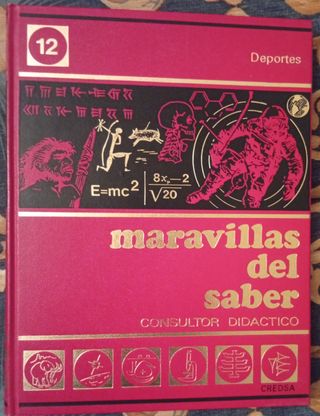 12
Deportes
E=mc²
8x,–2
√20
maravillas
del
saber
CONSULTOR DIDACTICO
CREDSA